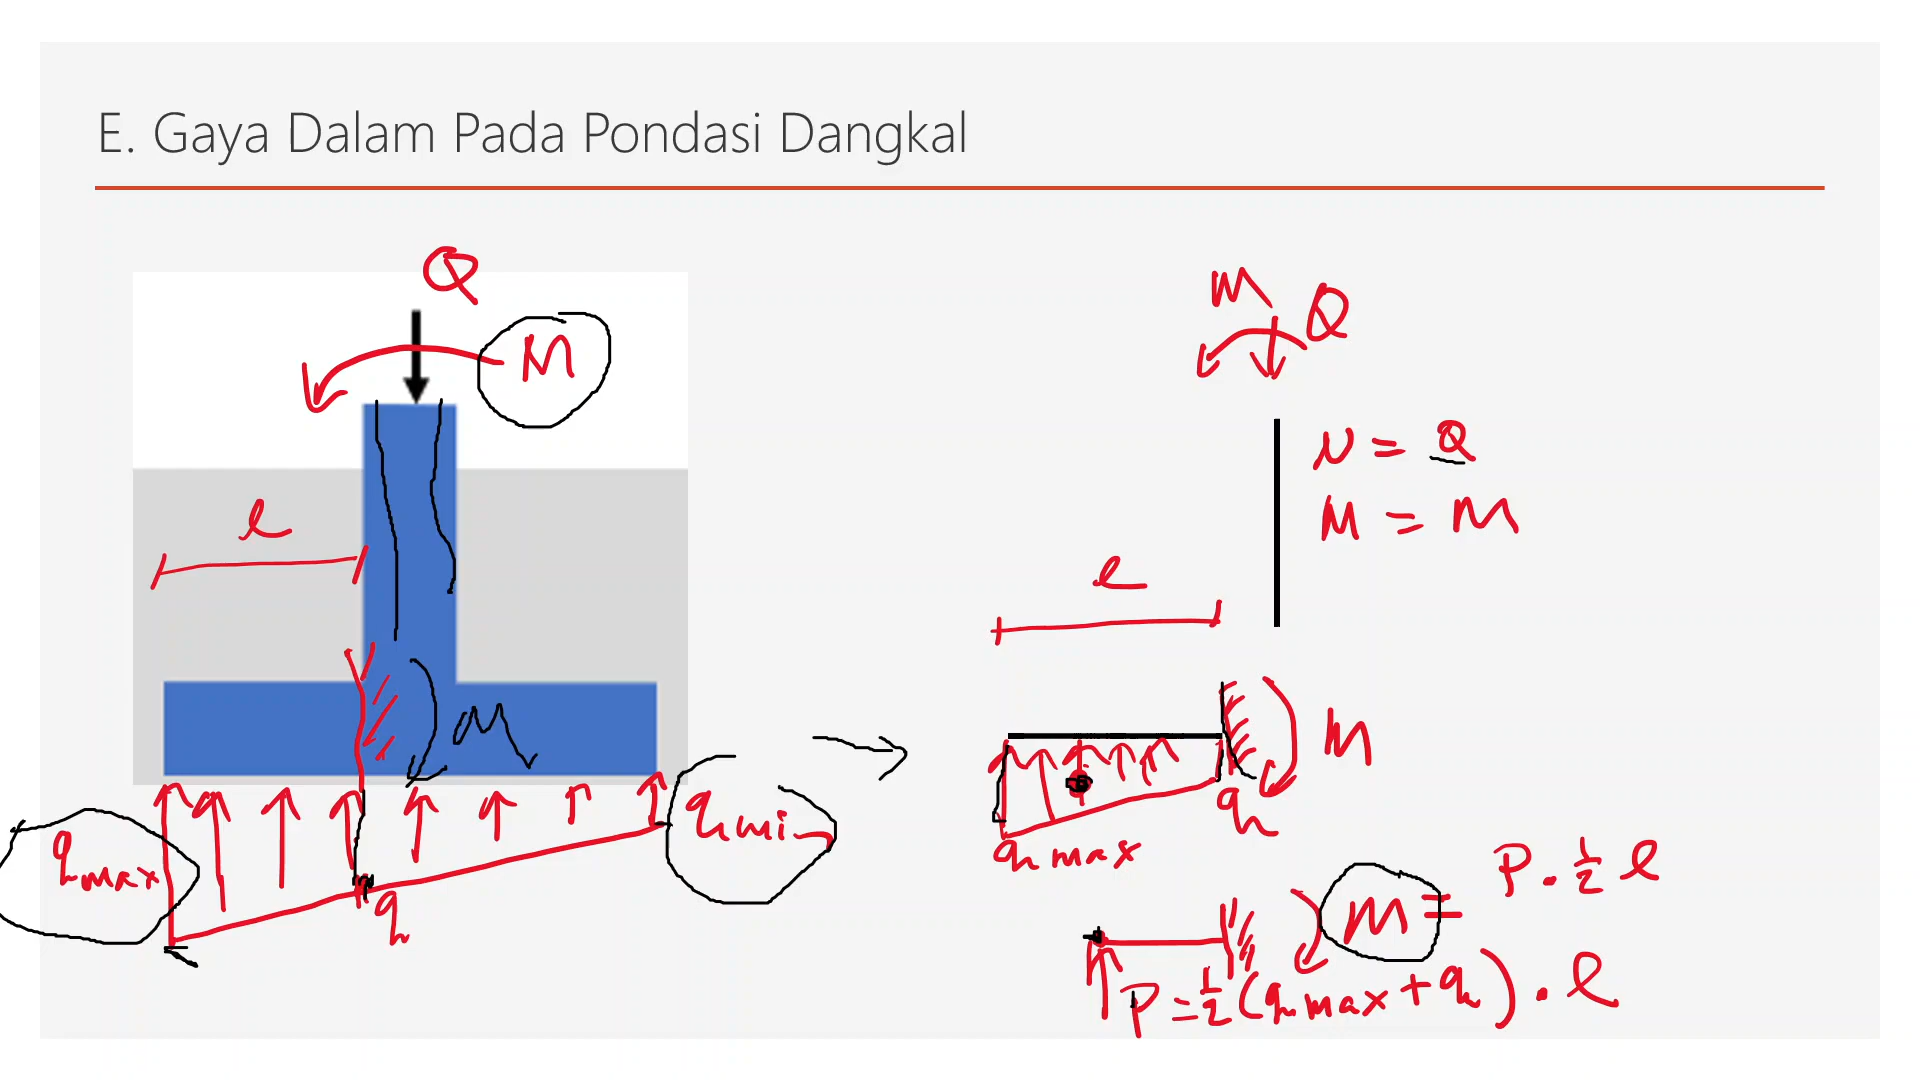 E. Gaya Dalam Pada Pondasi Dangkal
Q
M
l
M
qmax
q
qmin
M
Q
N = Q
M = M
l
M
q
qmax
M = P . 1/2 l
P = 1/2 (qmax + q) . l